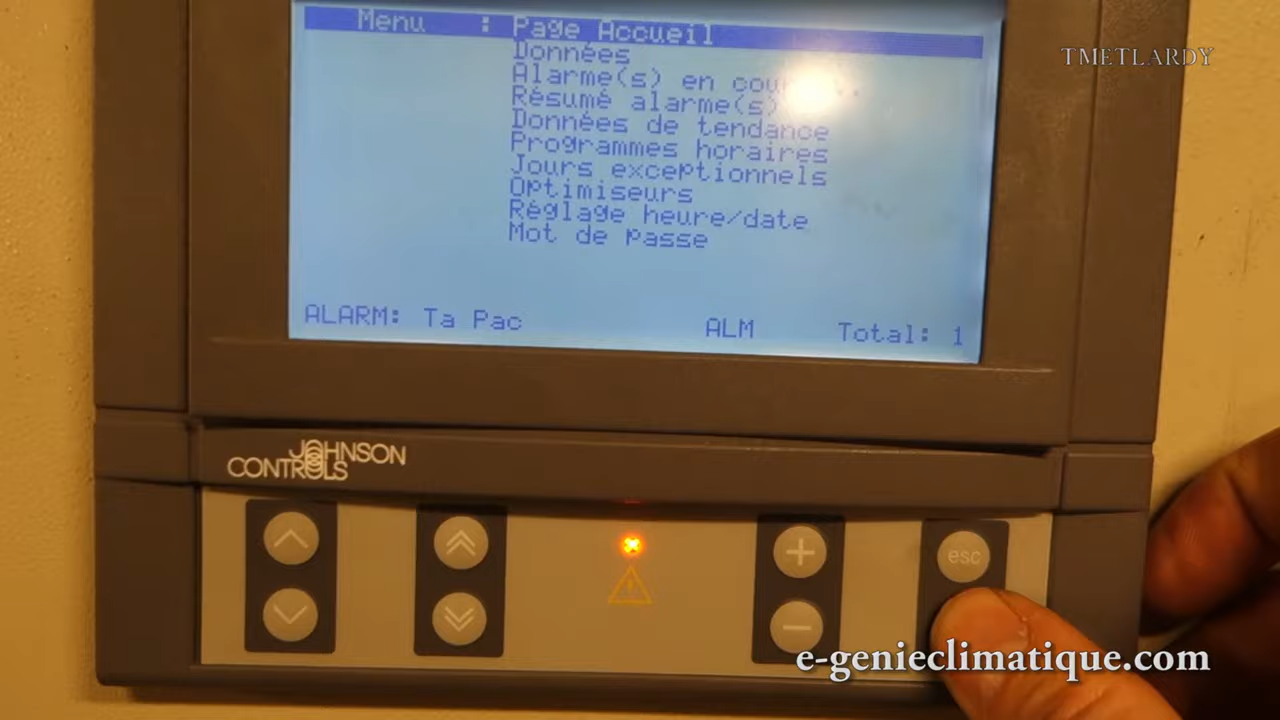 Menu : Page Accueil
TMETLARDY
Données
Alarme(s) en cou
Résumé alarme(s)
Données de tendance
Programmes horaires
Jours exceptionnels
Optimiseurs
Réglage heure/date
Mot de passe
ALARM: Ta Pac ALM Total: 1
JOHNSON
CONTROLS
esc
e-genieclimatique.com